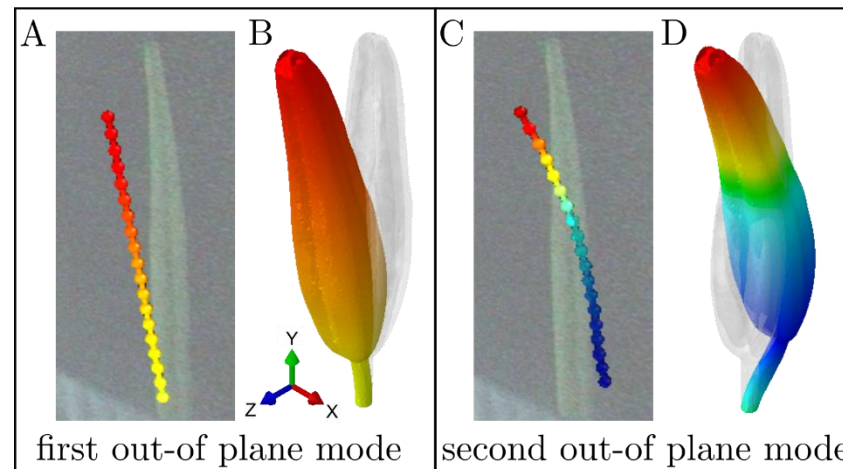 A
B
C
D
Y
Z
X
first out-of plane mode
second out-of plane mode